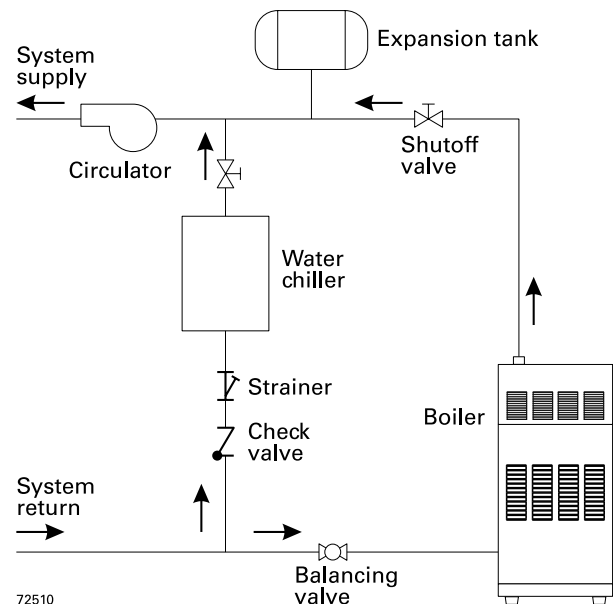 Expansion tank
System
supply
Circulator
Shutoff
valve
Water
chiller
Strainer
Check
valve
Boiler
System
return
Balancing
valve
72510